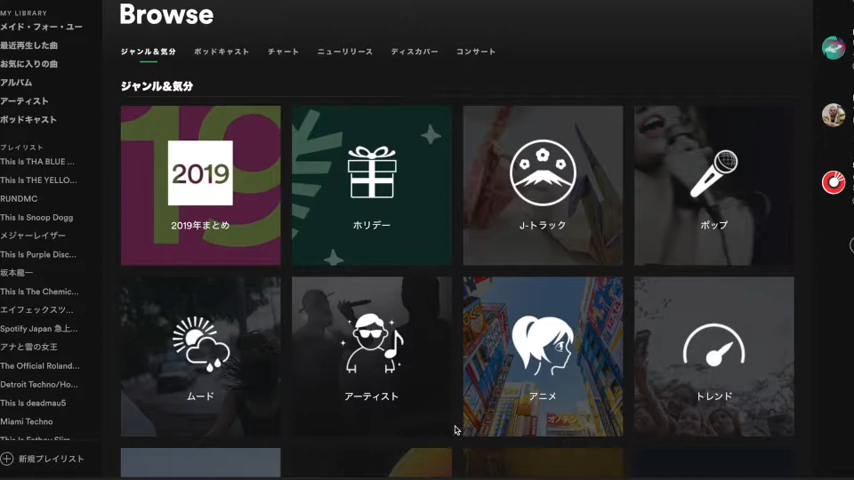 Browse
MY LIBRARY
メイド・フォー・ユー
最近再生した曲
お気に入りの曲
アルバム
アーティスト
ポッドキャスト
プレイリスト
This Is THA BLUE ...
This Is THE YELLO...
RUNDMC
This Is Snoop Dogg
メジャーレイザー
This Is Purple Disc...
坂本龍一
This Is The Chemic...
エイフェックスツ...
Spotify Japan 急上...
アナと雪の女王
The Official Roland...
Detroit Techno/Ho...
This Is deadmau5
Miami Techno
This Is Fatboy Slim
新規プレイリスト
ジャンル&気分 ポッドキャスト チャート ニューリリース ディスカバー コンサート
ジャンル&気分
2019
2019年まとめ
ホリデー
J-トラック
ポップ
ムード
アーティスト
アニメ
トレンド